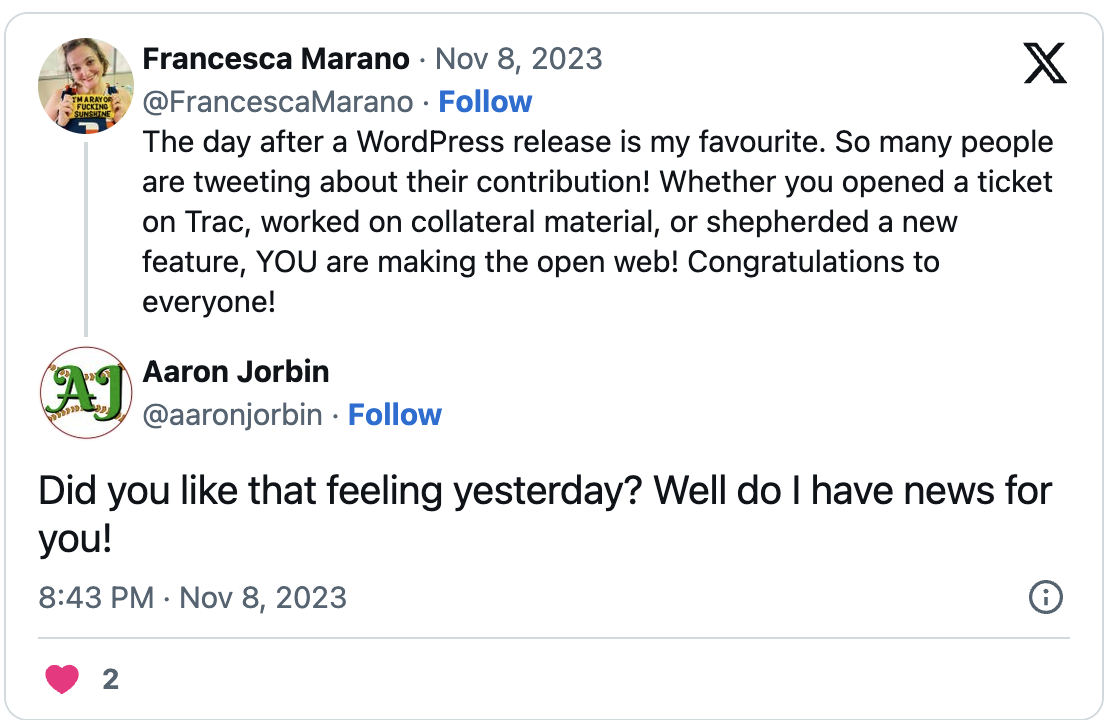 Francesca Marano · Nov 8, 2023
@FrancescaMarano · Follow
I'M A RAY OF
FUCKING
SUNSHINE
The day after a WordPress release is my favourite. So many people
are tweeting about their contribution! Whether you opened a ticket
on Trac, worked on collateral material, or shepherded a new
feature, YOU are making the open web! Congratulations to
everyone!
AJ
Aaron Jorbin
@aaronjorbin · Follow
Did you like that feeling yesterday? Well do I have news for
you!
8:43 PM · Nov 8, 2023
2